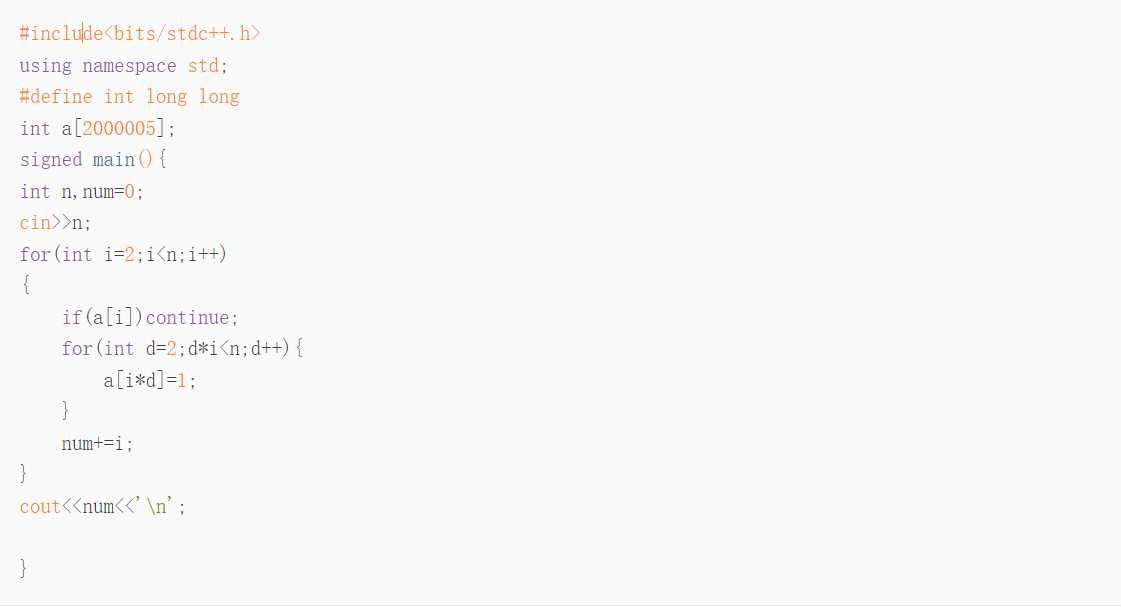 #include<bits/stdc++.h>
using namespace std;
#define int long long
int a[2000005];
signed main(){
int n,num=0;
cin>>n;
for(int i=2;i<n;i++)
{
    if(a[i])continue;
    for(int d=2;d*i<n;d++){
        a[i*d]=1;
    }
    num+=i;
}
cout<<num<<'\n';
}